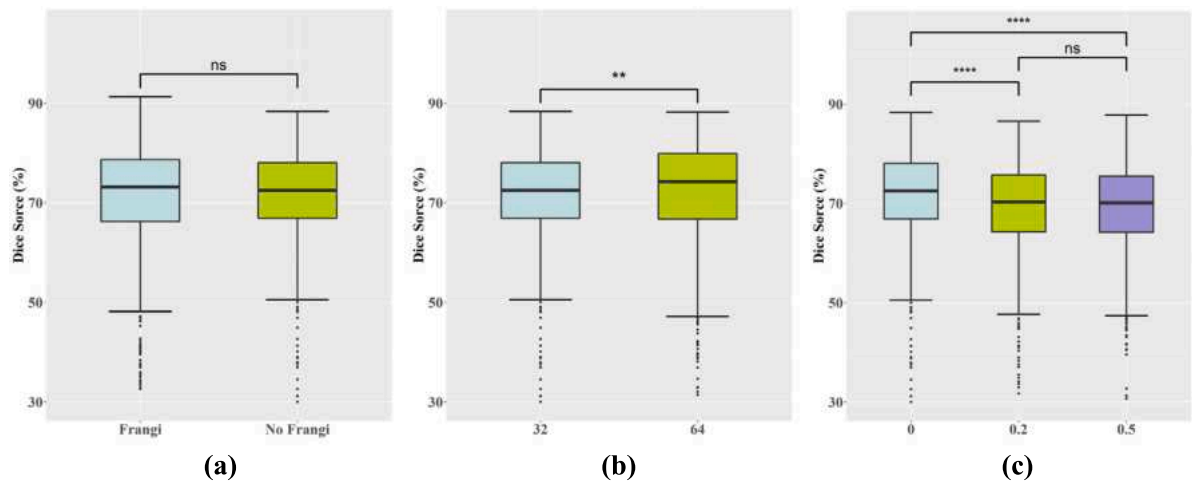 ns
90
70
50
30
Dice Sorce (%)
Frangi
No Frangi
(a)
**
90
70
50
30
Dice Sorce (%)
32
64
(b)
****
ns
****
90
70
50
30
Dice Sorce (%)
0
0.2
0.5
(c)